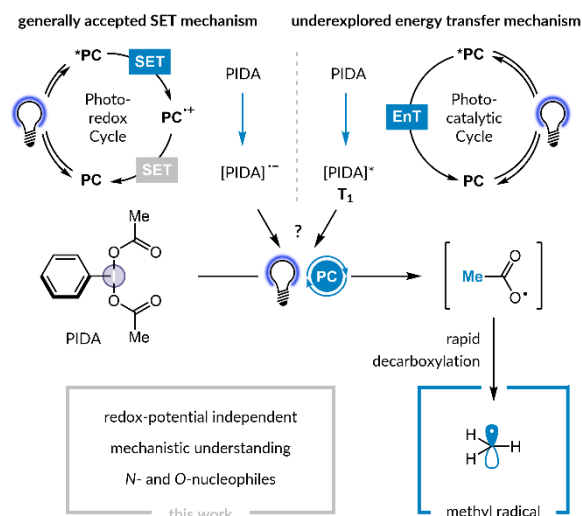 generally accepted SET mechanism
underexplored energy transfer mechanism
*PC
SET
Photo-
redox
Cycle
PC•+
SET
PC
PIDA
[PIDA]•−
PIDA
[PIDA]*
T1
*PC
EnT
Photo-
catalytic
Cycle
PC
?
Me
O
O
I
O
O
Me
PIDA
PC
Me
O
O•
rapid
decarboxylation
redox-potential independent
mechanistic understanding
N- and O-nucleophiles
this work
H
H
H
methyl radical